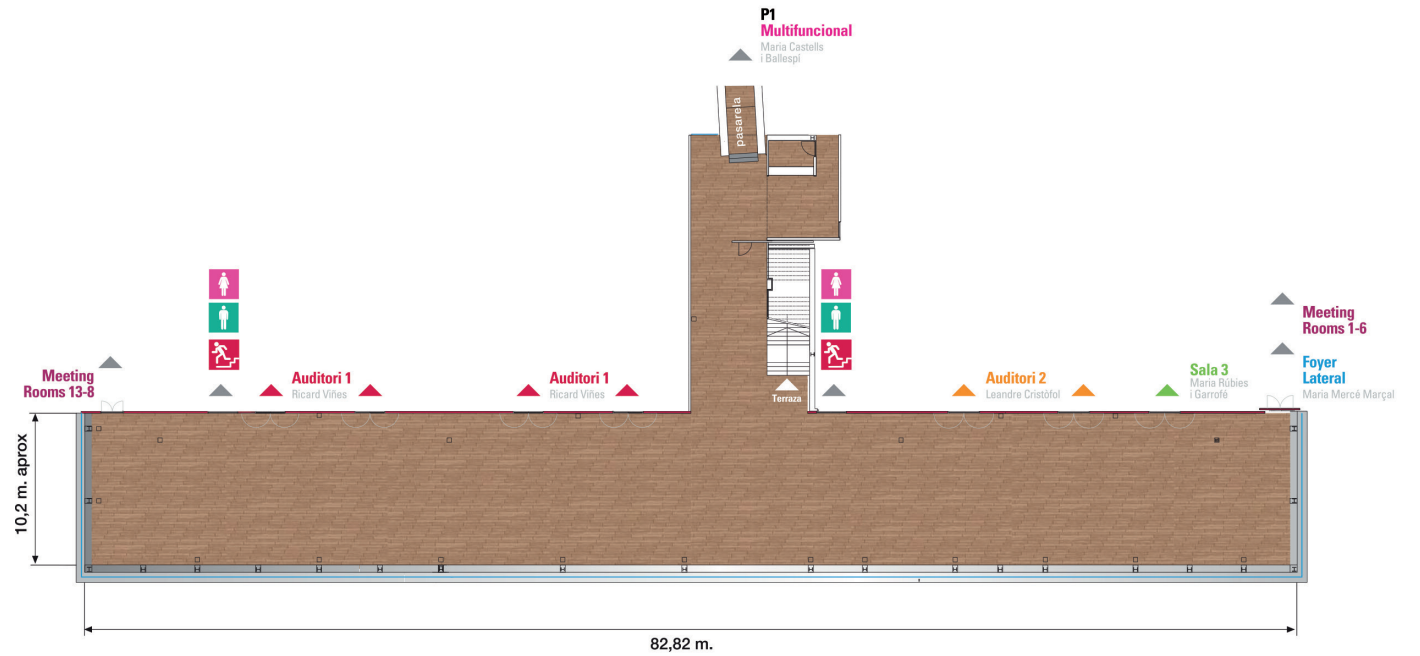 P1
Multifuncional
Maria Castells
i Ballespí
pasarela
Meeting
Rooms 13-8
Auditori 1
Ricard Viñes
Auditori 1
Ricard Viñes
Terraza
Auditori 2
Leandre Cristófol
Sala 3
Maria Rúbies
i Garrofé
Meeting
Rooms 1-6
Foyer
Lateral
Maria Mercé Marçal
10,2 m. aprox
82,82 m.